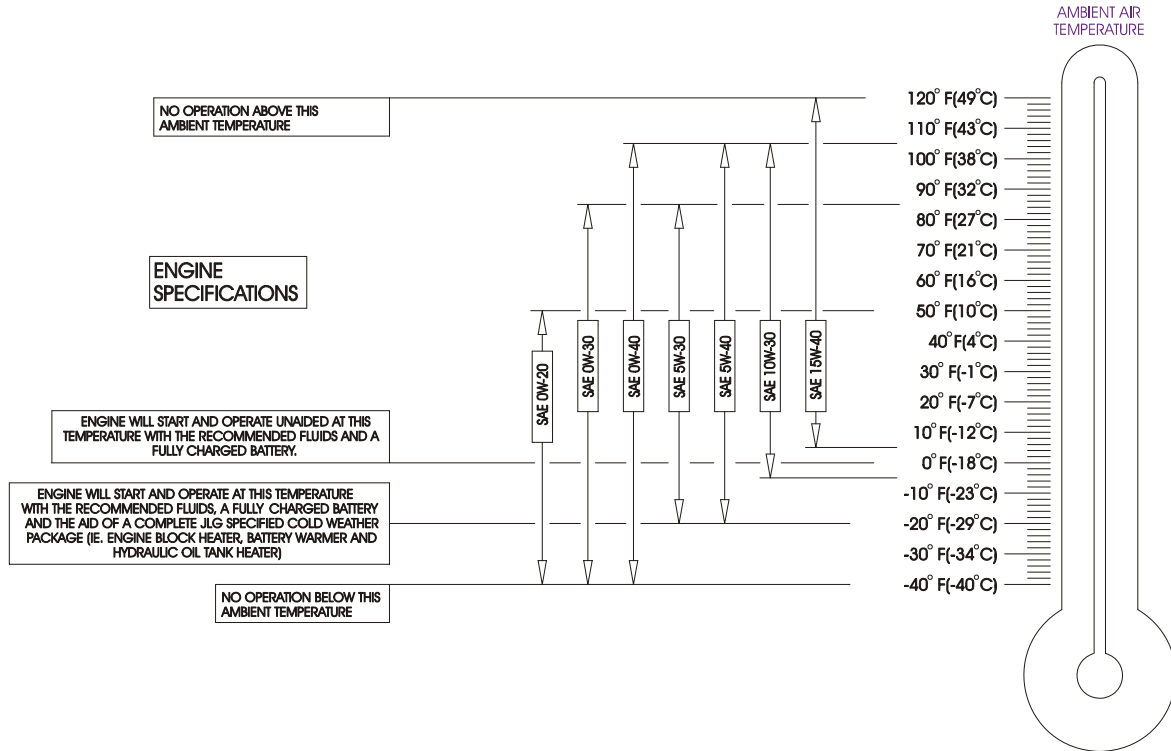 AMBIENT AIR
TEMPERATURE
NO OPERATION ABOVE THIS
AMBIENT TEMPERATURE
120° F(49°C)
110° F(43°C)
100° F(38°C)
90° F(32°C)
80° F(27°C)
70° F(21°C)
60° F(16°C)
50° F(10°C)
40° F(4°C)
30° F(-1°C)
20° F(-7°C)
10° F(-12°C)
0° F(-18°C)
-10° F(-23°C)
-20° F(-29°C)
-30° F(-34°C)
-40° F(-40°C)
ENGINE
SPECIFICATIONS
SAE 0W-20
SAE 0W-30
SAE 0W-40
SAE 5W-30
SAE 5W-40
SAE 10W-30
SAE 15W-40
ENGINE WILL START AND OPERATE UNAIDED AT THIS
TEMPERATURE WITH THE RECOMMENDED FLUIDS AND A
FULLY CHARGED BATTERY.
ENGINE WILL START AND OPERATE AT THIS TEMPERATURE
WITH THE RECOMMENDED FLUIDS, A FULLY CHARGED BATTERY
AND THE AID OF A COMPLETE JLG SPECIFIED COLD WEATHER
PACKAGE (IE. ENGINE BLOCK HEATER, BATTERY WARMER AND
HYDRAULIC OIL TANK HEATER)
NO OPERATION BELOW THIS
AMBIENT TEMPERATURE